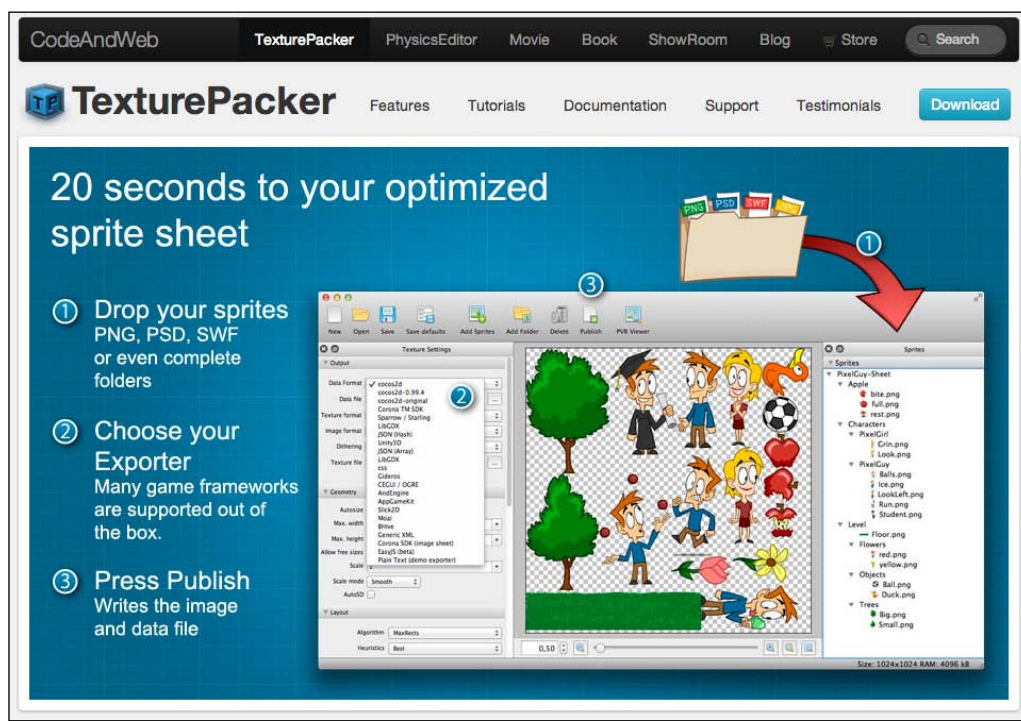 CodeAndWeb TexturePacker PhysicsEditor Movie Book ShowRoom Blog Store Search
TP TexturePacker Features Tutorials Documentation Support Testimonials Download
20 seconds to your optimized
sprite sheet
PNG PSD SWF
1
1 Drop your sprites
PNG, PSD, SWF
or even complete
folders
2 Choose your
Exporter
Many game frameworks
are supported out of
the box.
3 Press Publish
Writes the image
and data file
3
New Open Save Save defaults Add Sprites Add Folder Delete Publish PVR Viewer
Texture Settings
Output
Data Format
Data file
Texture format
Image format
Dithering
Texture file
✓ cocos2d
cocos2d-0.99.4
cocos2d-original
Corona TM SDK
Sparrow / Starling
LibGDX
JSON (Hash)
Unity3D
JSON (Array)
LibGDX
css
Gideros
CEGUI / OGRE
AndEngine
AppGameKit
Slick2D
Moai
BHive
Generic XML
Corona SDK (image sheet)
EaselJS (beta)
Plain Text (demo exporter)
2
Geometry
Autosize
Max. width
Max. height
Allow free sizes
Scale
Scale mode Smooth
AutoSD
Layout
Algorithm MaxRects
Heuristics Best
0,50
Sprites
Sprites
PixelGuy-Sheet
Apple
bite.png
full.png
rest.png
Characters
PixelGirl
Grin.png
Look.png
PixelGuy
Balls.png
Ice.png
LookLeft.png
Run.png
Student.png
Level
Floor.png
Flowers
red.png
yellow.png
Objects
Ball.png
Duck.png
Trees
Big.png
Small.png
Size: 1024x1024 RAM: 4096 kB